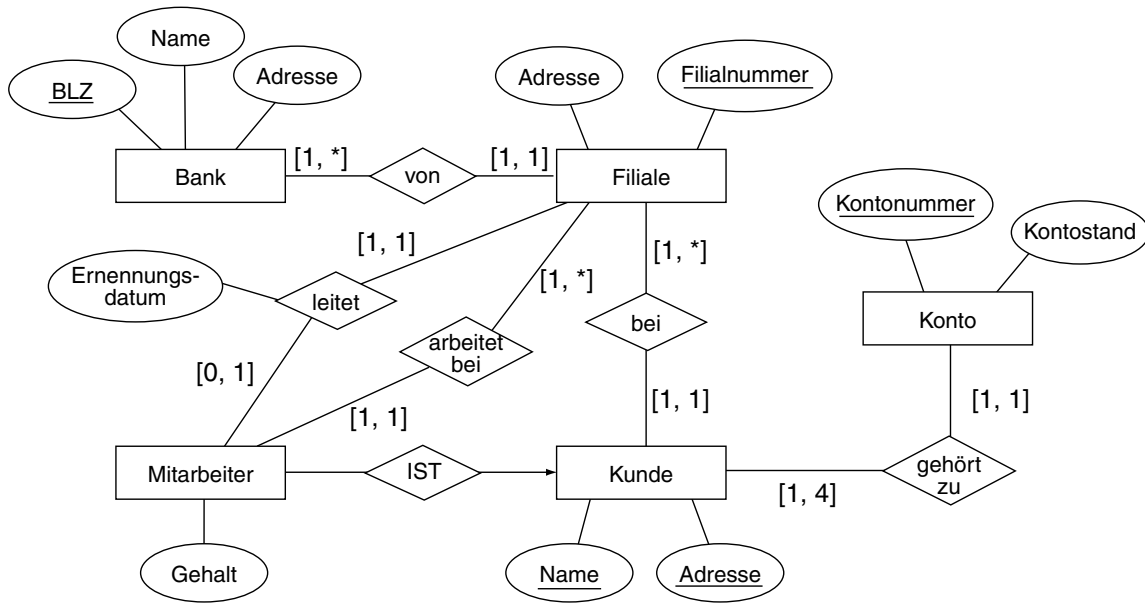 Name
BLZ
Adresse
Adresse
Filialnummer
[1, *]
[1, 1]
Bank
von
Filiale
Kontonummer
Kontostand
[1, 1]
[1, *]
[1, *]
Ernennungs-
datum
leitet
bei
Konto
arbeitet
bei
[0, 1]
[1, 1]
[1, 1]
[1, 1]
Mitarbeiter
IST
Kunde
gehört
zu
[1, 4]
Gehalt
Name
Adresse